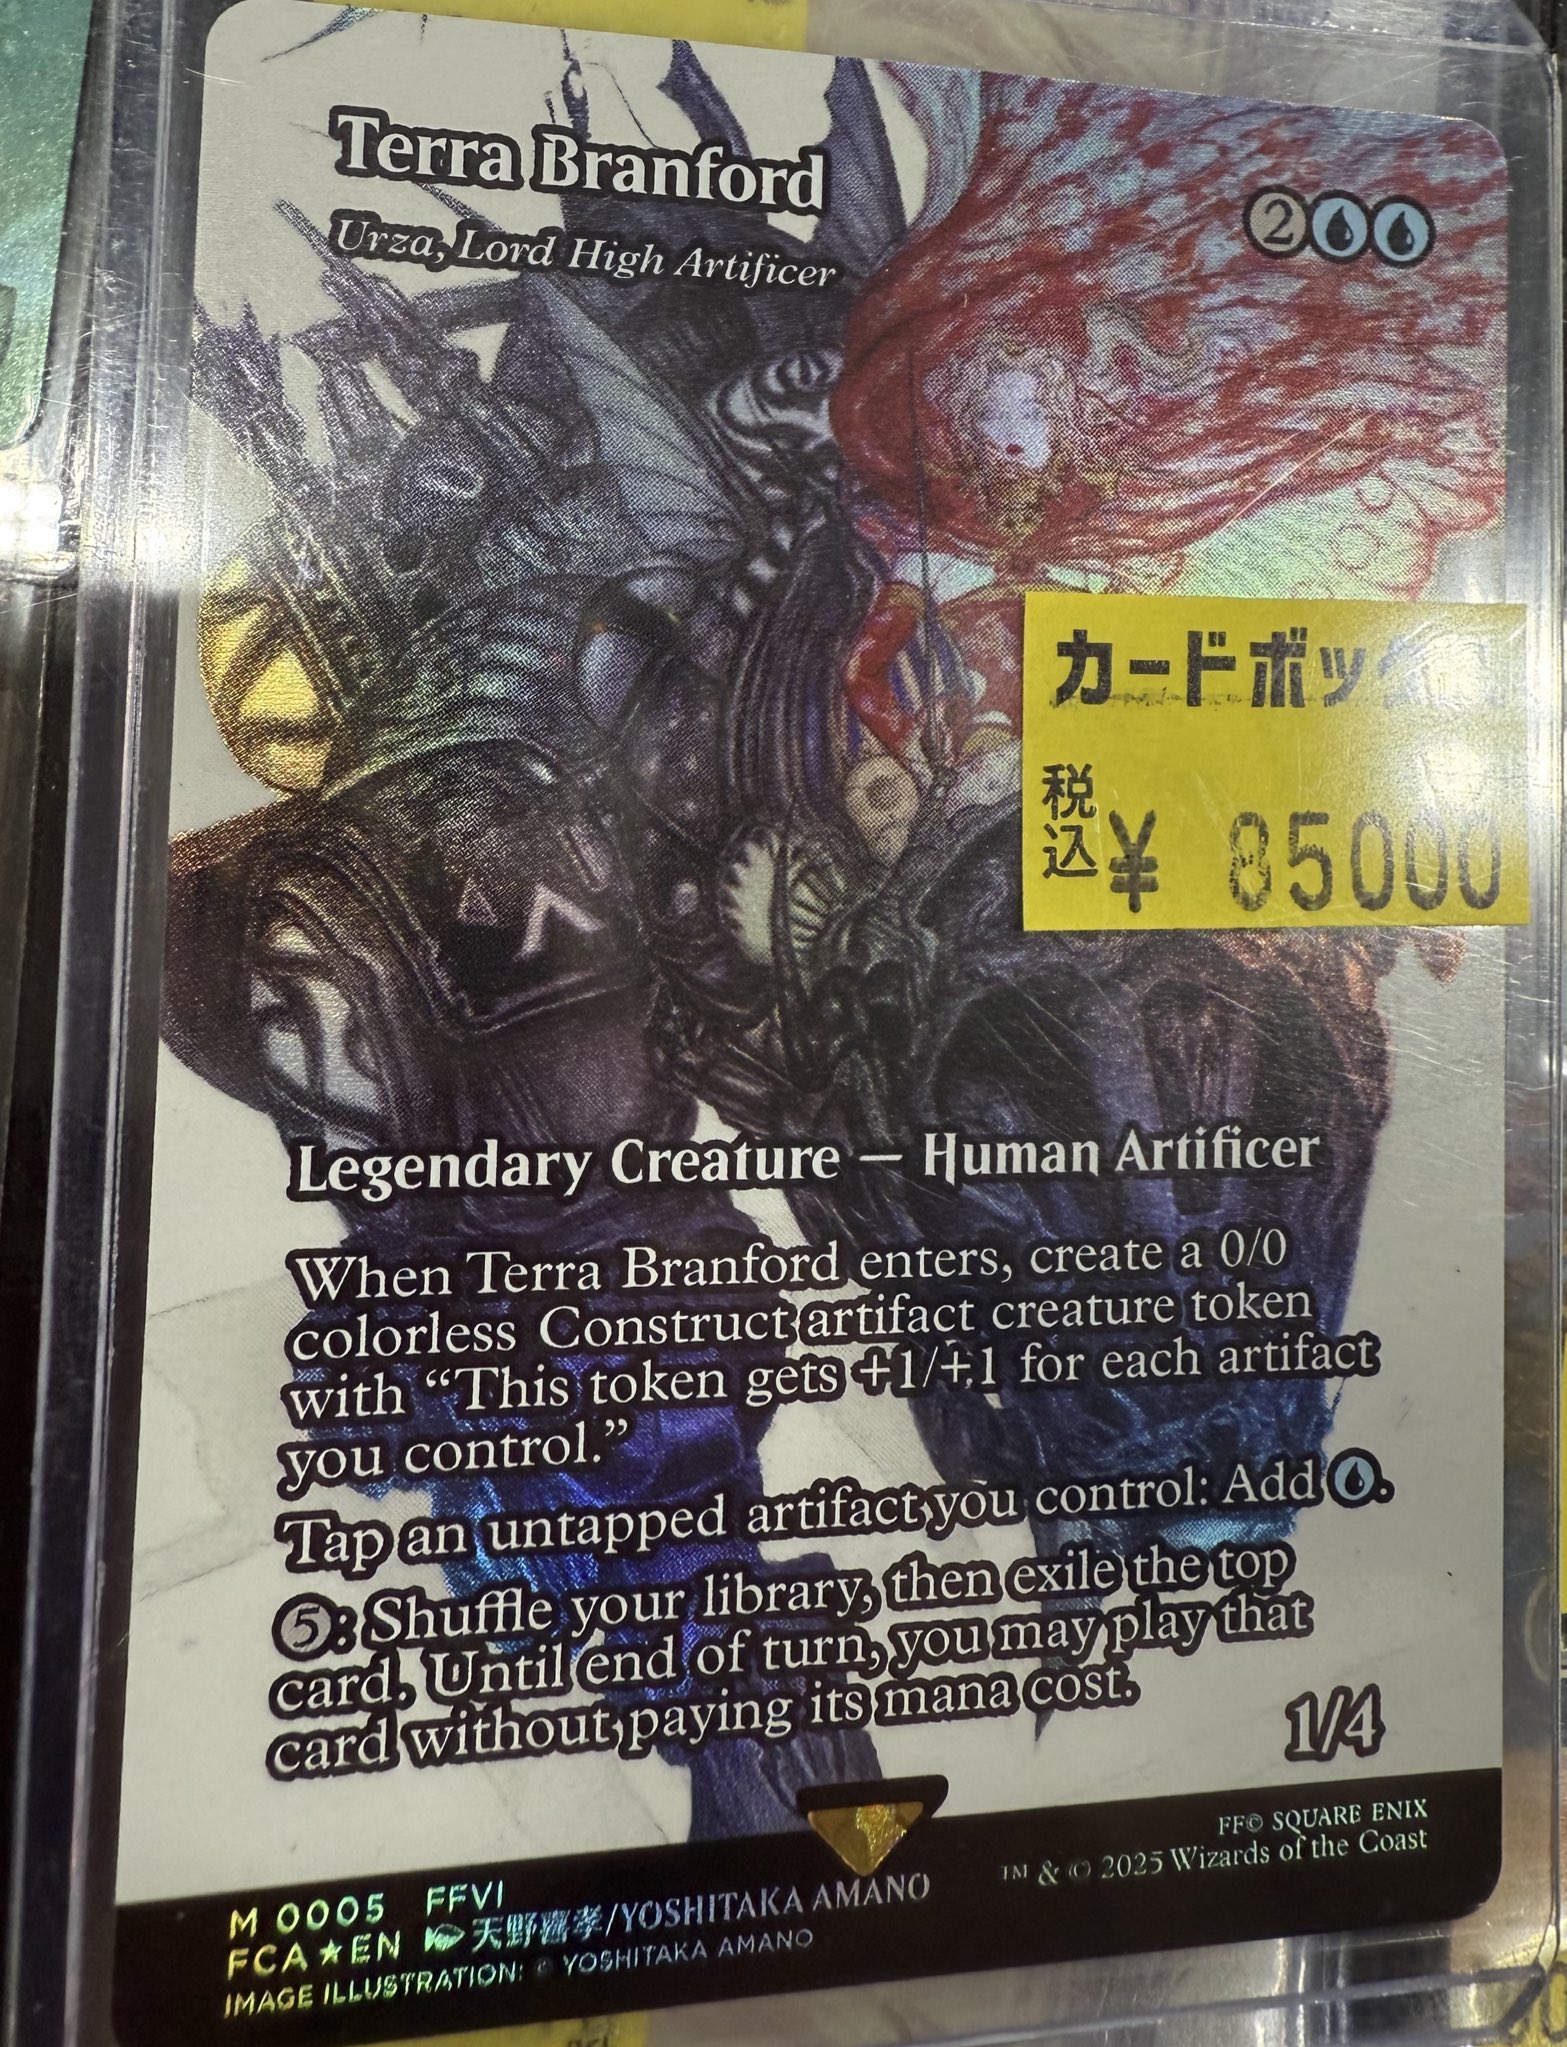 Terra Branford
Urza, Lord High Artificer
2
カードボック
税込 ¥ 85000
Legendary Creature — Human Artificer
When Terra Branford enters, create a 0/0
colorless Construct artifact creature token
with “This token gets +1/+1 for each artifact
you control.”
Tap an untapped artifact you control: Add .
5: Shuffle your library, then exile the top
card. Until end of turn, you may play that
card without paying its mana cost.
1/4
FF© SQUARE ENIX
™ & © 2025 Wizards of the Coast
M 0005 FFVI
FCA★EN 天野喜孝/YOSHITAKA AMANO
IMAGE ILLUSTRATION: © YOSHITAKA AMANO